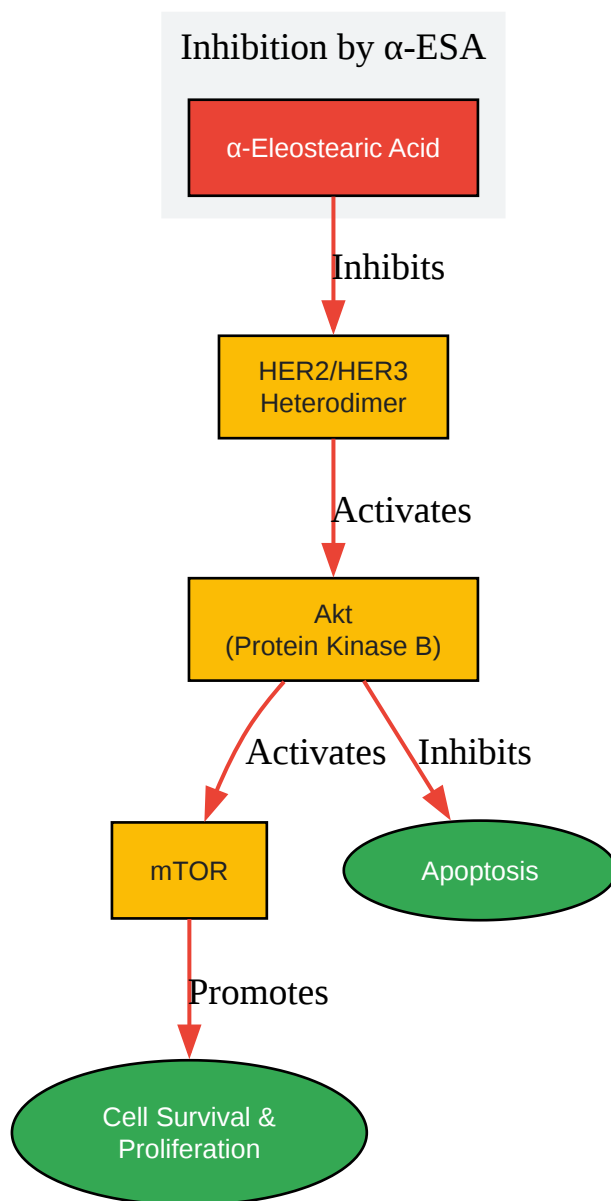 Inhibition by α-ESA
α-Eleostearic Acid
Inhibits
HER2/HER3
Heterodimer
Activates
Akt
(Protein Kinase B)
Activates
Inhibits
mTOR
Apoptosis
Promotes
Cell Survival &
Proliferation